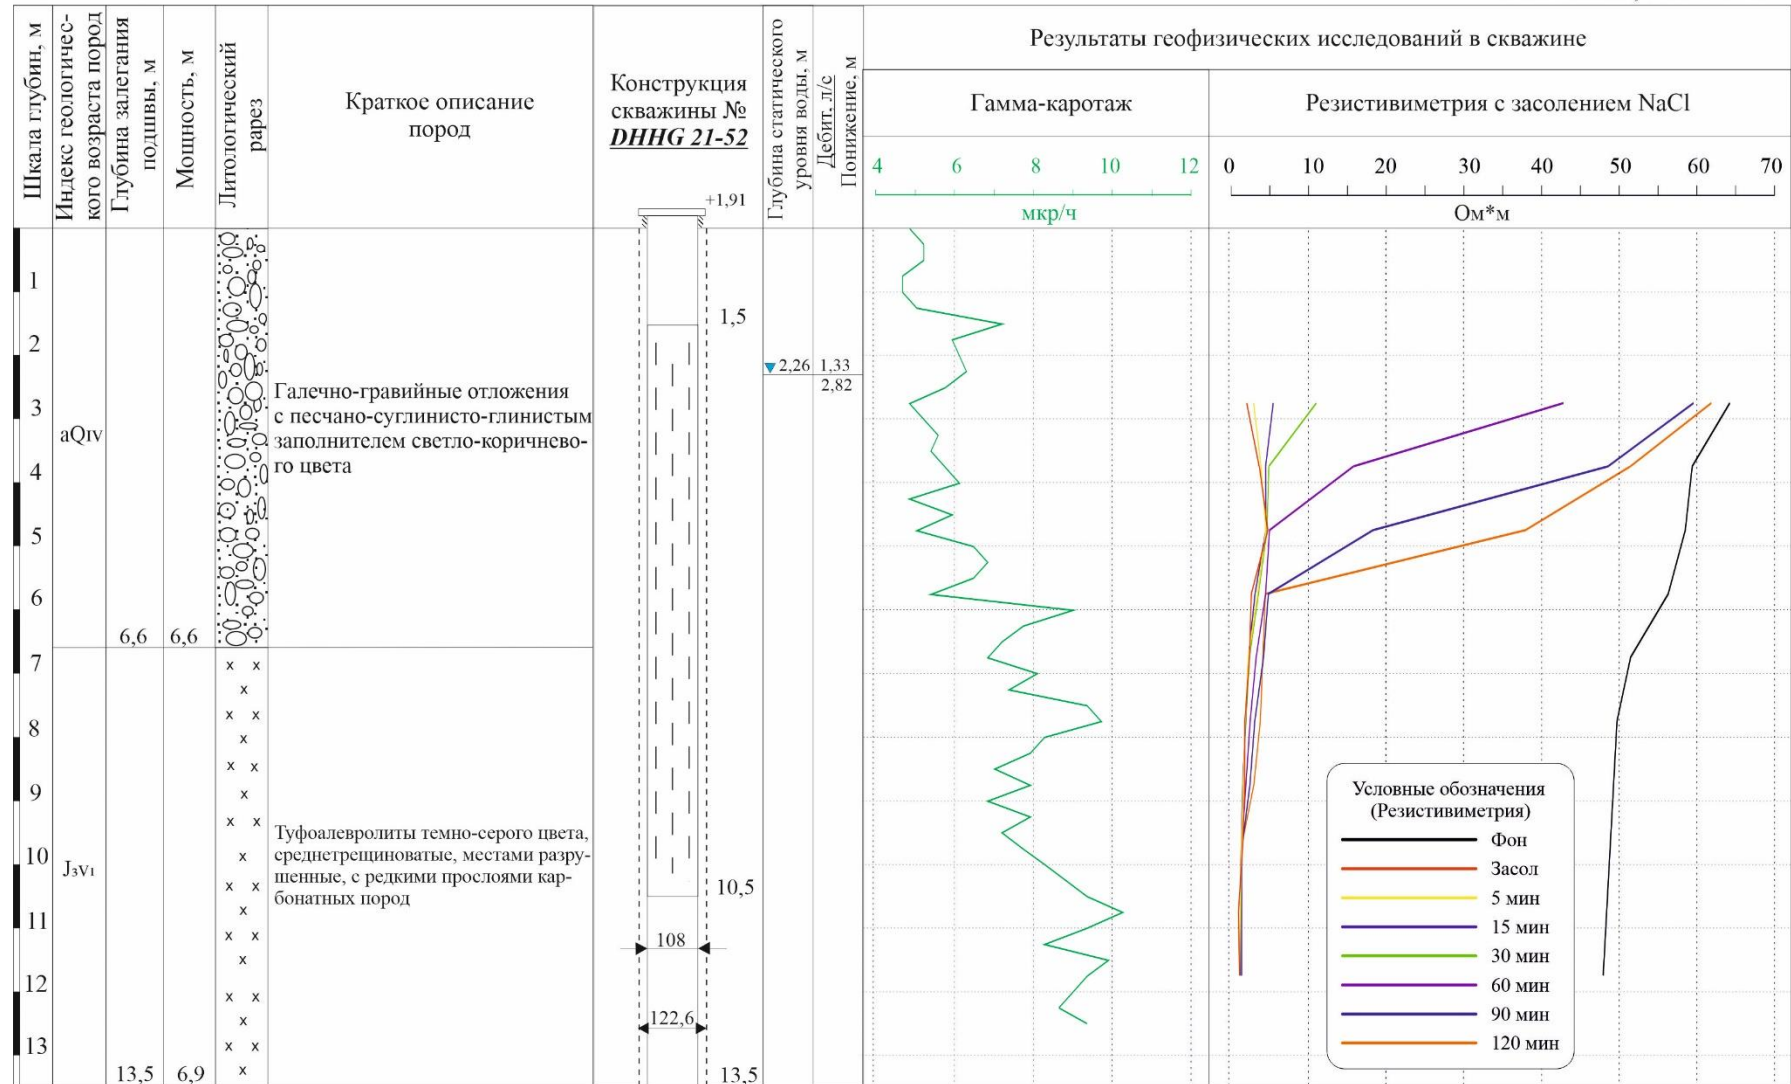 Шкала глубин, м
Индекс геологичес-
кого возраста пород
Глубина залегания
подшвы, м
Мощность, м
Литологический
рарез
Краткое описание
пород
Конструкция
скважины №
DHHG 21-52
Глубина статического
уровня воды, м
Дебит. л/с
Понижение, м
Результаты геофизических исследований в скважине
Гамма-каротаж
Резистивиметрия с засолением NaCl
4 6 8 10 12
мкр/ч
0 10 20 30 40 50 60 70
Ом*м
+1,91
1
2
3
4
5
6
7
8
9
10
11
12
13
aQIV
6,6 6,6
Галечно-гравийные отложения
с песчано-суглинисто-глинистым
заполнителем светло-коричнево-
го цвета
J3V1
13,5 6,9
Туфоалевролиты темно-серого цвета,
среднетрещиноватые, местами разру-
шенные, с редкими прослоями кар-
бонатных пород
1,5
10,5
108
122,6
13,5
2,26 1,33
2,82
Условные обозначения
(Резистивиметрия)
Фон
Засол
5 мин
15 мин
30 мин
60 мин
90 мин
120 мин